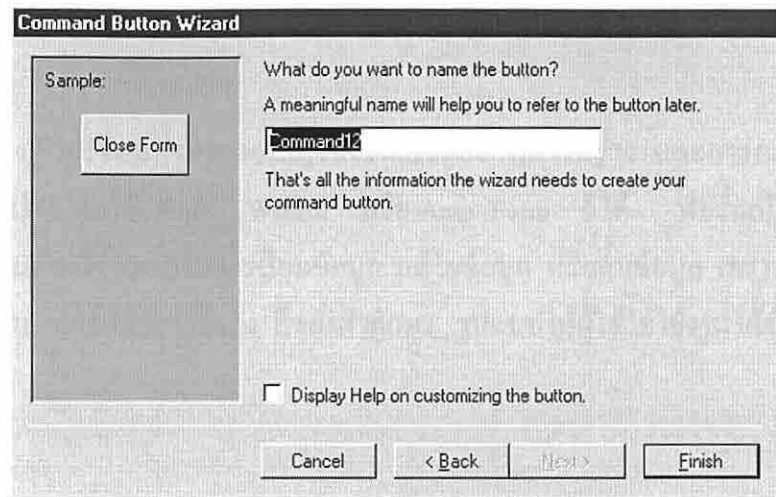 Command Button Wizard
Sample:
Close Form
What do you want to name the button?
A meaningful name will help you to refer to the button later.
Command12
That's all the information the wizard needs to create your
command button.
Display Help on customizing the button.
Cancel
< Back
Next >
Finish